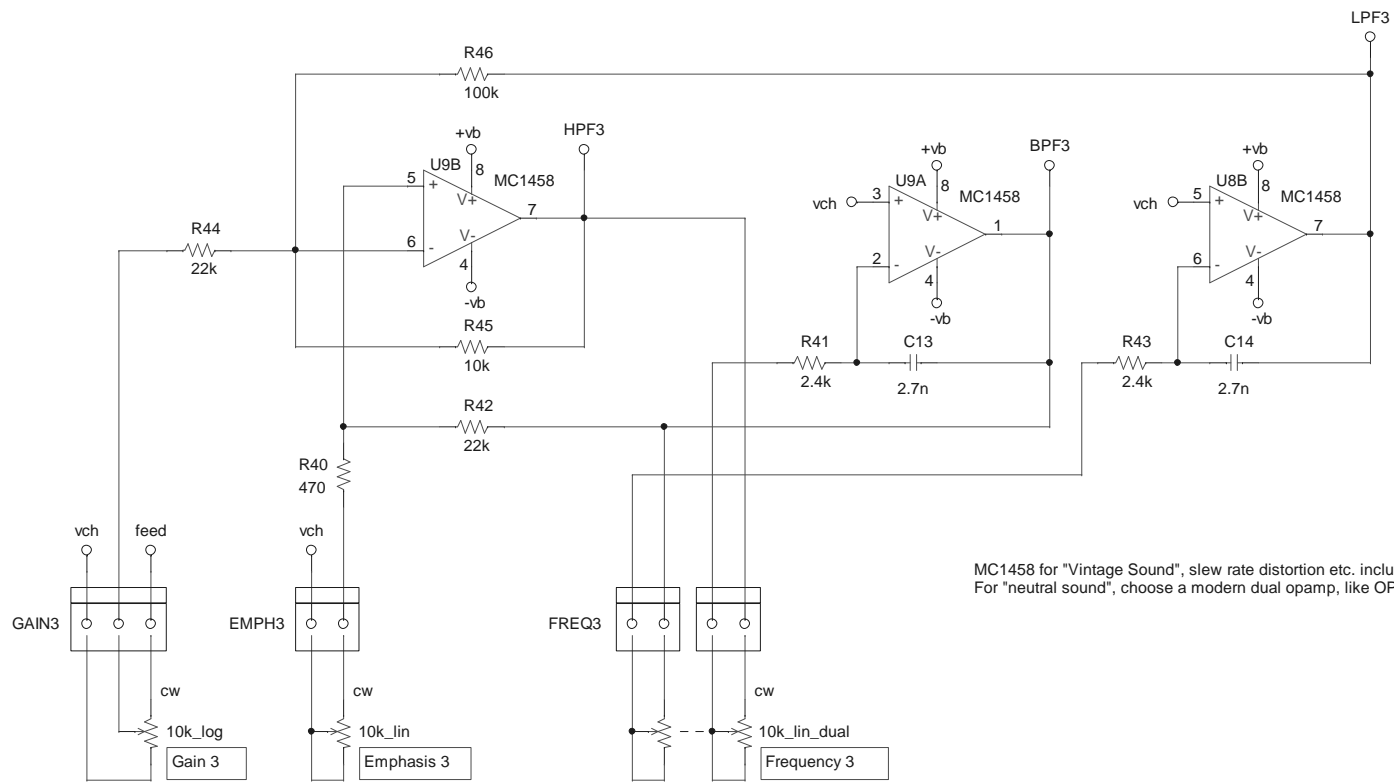 LPF3
R46
100k
+vb
HPF3
U9B
8
MC1458
5
+
V+
7
V-
6
-
4
-vb
R44
22k
R45
10k
+vb
BPF3
U9A
8
MC1458
vch
3
+
V+
1
V-
2
-
4
-vb
+vb
U8B
8
MC1458
vch
5
+
V+
7
V-
6
-
4
-vb
R41
2.4k
C13
2.7n
R43
2.4k
C14
2.7n
R42
22k
R40
470
vch
feed
vch
MC1458 for "Vintage Sound", slew rate distortion etc. inclu
For "neutral sound", choose a modern dual opamp, like OP
GAIN3
EMPH3
FREQ3
cw
cw
cw
10k_log
10k_lin
10k_lin_dual
Gain 3
Emphasis 3
Frequency 3